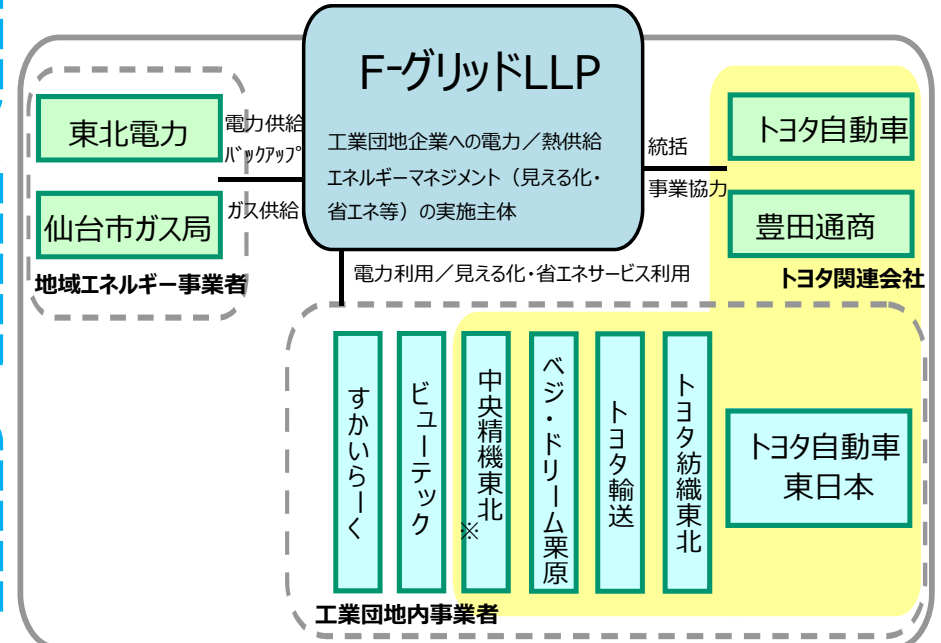 F-グリッドLLP
工業団地企業への電力／熱供給
エネルギーマネジメント（見える化・
省エネ等）の実施主体
東北電力
仙台市ガス局
地域エネルギー事業者
電力供給
ﾊﾞｯｸｱｯﾌﾟ
ガス供給
統括
事業協力
トヨタ自動車
豊田通商
トヨタ関連会社
電力利用／見える化・省エネサービス利用
すかいらーく
ビューテック
中央精機東北
※
ベジ・ドリーム栗原
トヨタ輸送
トヨタ紡織東北
トヨタ自動車
東日本
工業団地内事業者